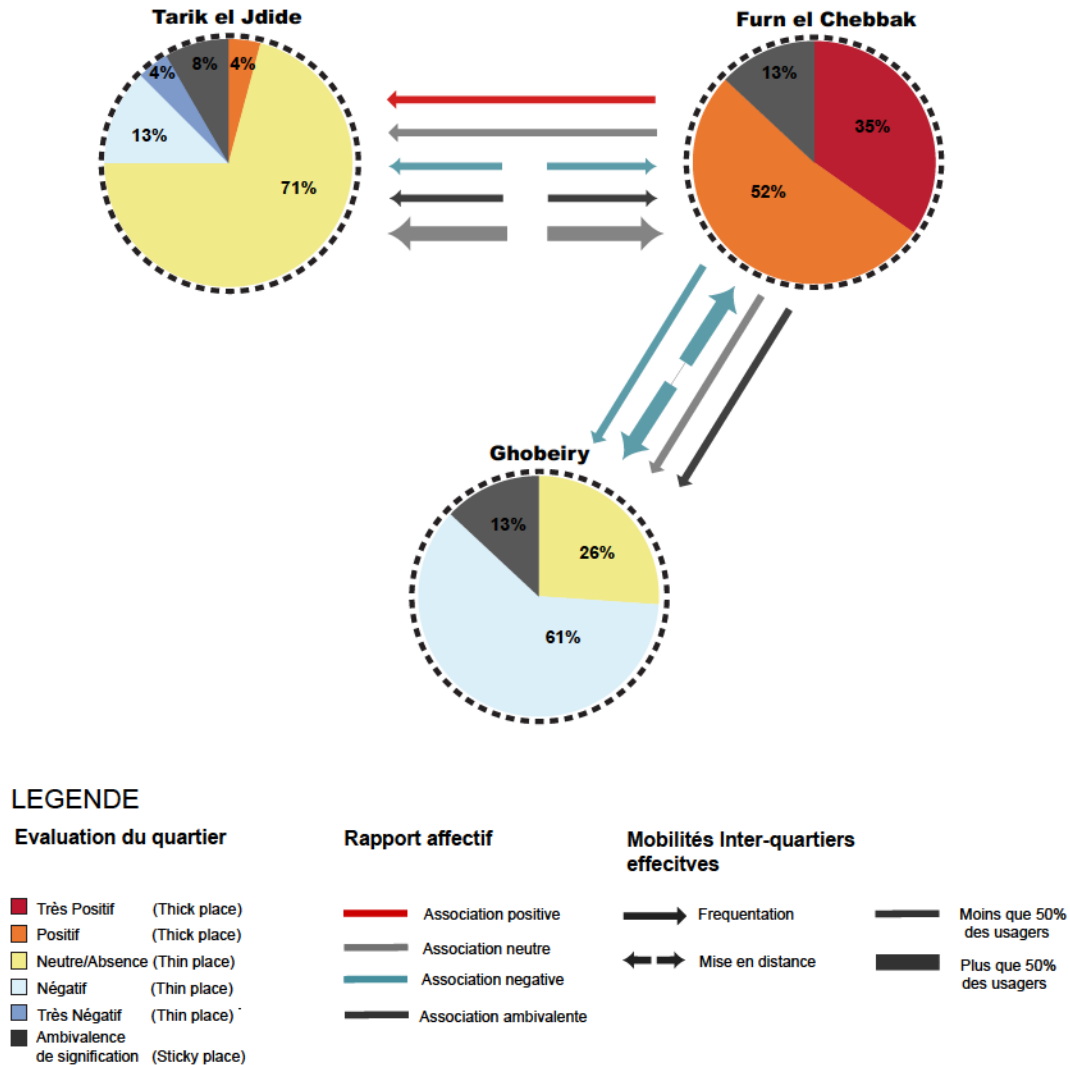 Tarik el Jdide
Furn el Chebbak
4%
8%
4%
13%
71%
13%
35%
52%
Ghobeiry
13%
26%
61%
LEGENDE
Evaluation du quartier
Très Positif (Thick place)
Positif (Thick place)
Neutre/Absence (Thin place)
Négatif (Thin place)
Très Négatif (Thin place)
Ambivalence
de signification (Sticky place)
Rapport affectif
Association positive
Association neutre
Association negative
Association ambivalente
Mobilités Inter-quartiers
effecitves
Frequentation
Mise en distance
Moins que 50%
des usagers
Plus que 50%
des usagers